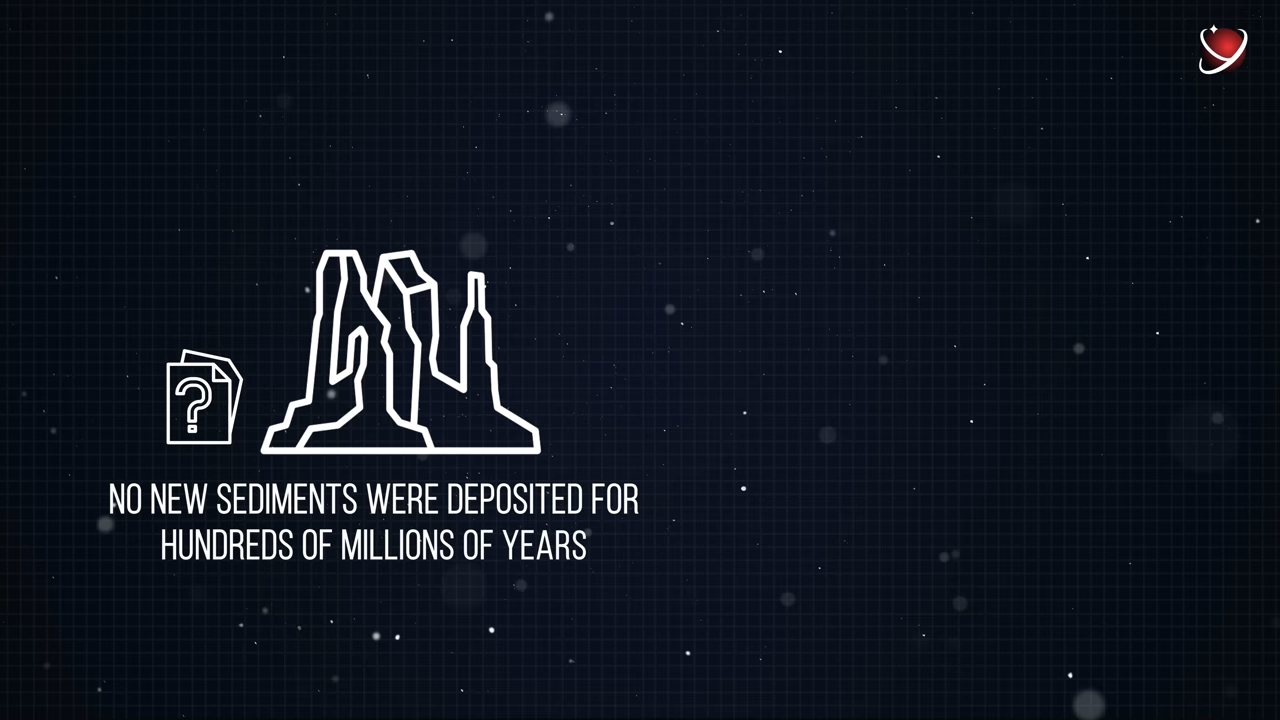 ?
NO NEW SEDIMENTS WERE DEPOSITED FOR
HUNDREDS OF MILLIONS OF YEARS